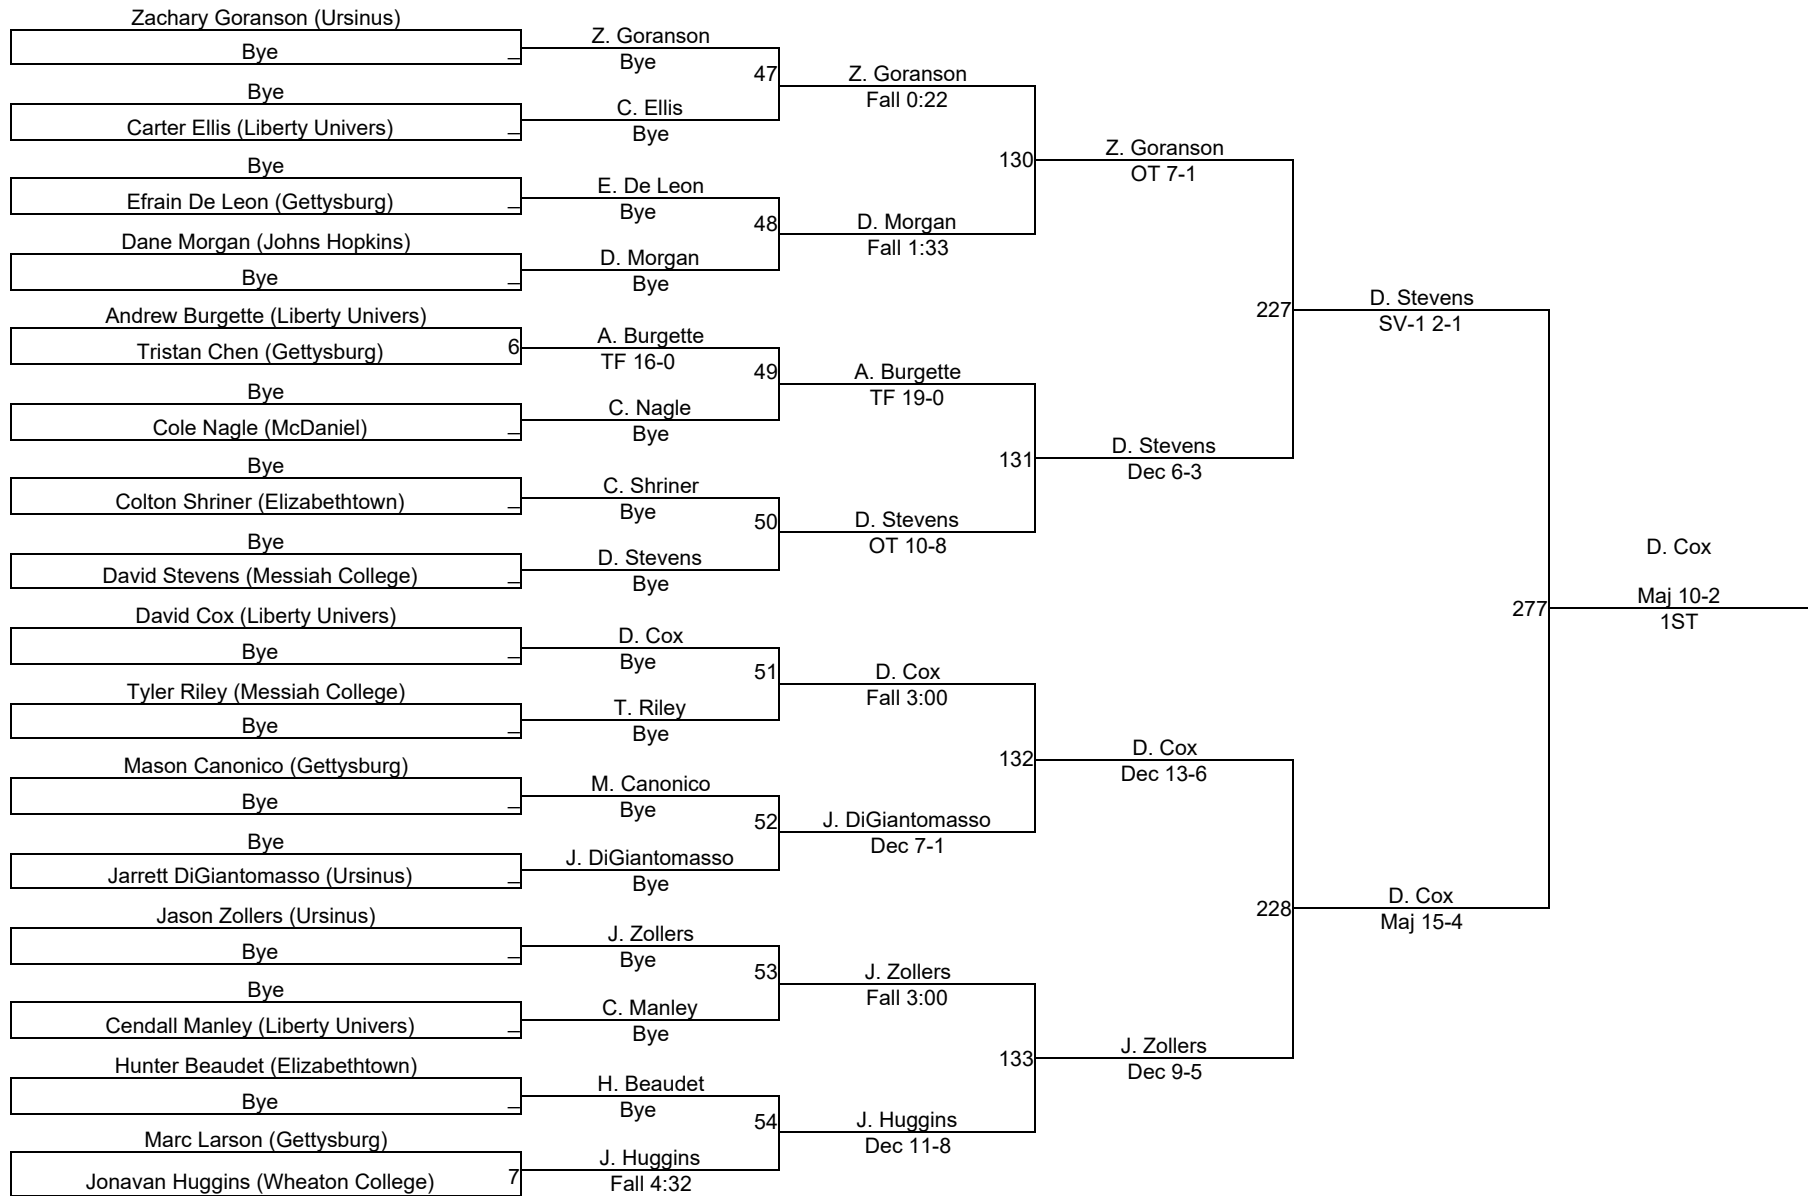 Zachary Goranson (Ursinus)
Bye
Bye
Carter Ellis (Liberty Univers)
Bye
Efrain De Leon (Gettysburg)
Dane Morgan (Johns Hopkins)
Bye
Andrew Burgette (Liberty Univers)
Tristan Chen (Gettysburg)
6
Bye
Cole Nagle (McDaniel)
Bye
Colton Shriner (Elizabethtown)
Bye
David Stevens (Messiah College)
David Cox (Liberty Univers)
Bye
Tyler Riley (Messiah College)
Bye
Mason Canonico (Gettysburg)
Bye
Bye
Jarrett DiGiantomasso (Ursinus)
Jason Zollers (Ursinus)
Bye
Bye
Cendall Manley (Liberty Univers)
Hunter Beaudet (Elizabethtown)
Bye
Marc Larson (Gettysburg)
Jonavan Huggins (Wheaton College)
7
Z. Goranson
Bye
47
C. Ellis
Bye
E. De Leon
Bye
48
D. Morgan
Bye
A. Burgette
TF 16-0
49
C. Nagle
Bye
C. Shriner
Bye
50
D. Stevens
Bye
D. Cox
Bye
51
T. Riley
Bye
M. Canonico
Bye
52
J. DiGiantomasso
Bye
J. Zollers
Bye
53
C. Manley
Bye
H. Beaudet
Bye
54
J. Huggins
Fall 4:32
Z. Goranson
Fall 0:22
130
D. Morgan
Fall 1:33
A. Burgette
TF 19-0
131
D. Stevens
OT 10-8
D. Cox
Fall 3:00
132
J. DiGiantomasso
Dec 7-1
J. Zollers
Fall 3:00
133
J. Huggins
Dec 11-8
Z. Goranson
OT 7-1
227
D. Stevens
Dec 6-3
D. Cox
Dec 13-6
228
J. Zollers
Dec 9-5
D. Stevens
SV-1 2-1
277
D. Cox
Maj 15-4
D. Cox
Maj 10-2
1ST